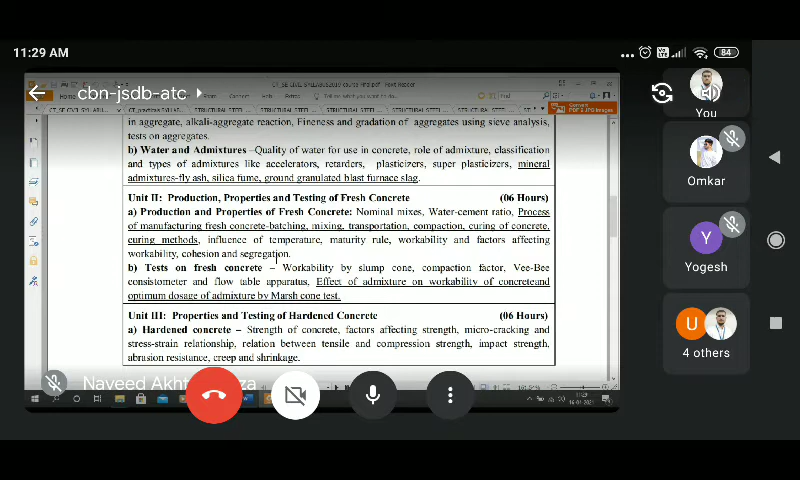 11:29 AM
84
cbn-jsdb-atc
You
Home
Find
in aggregate, alkali-aggregate reaction, Fineness and gradation of aggregates using sieve analysis,
tests on aggregates.
b) Water and Admixtures –Quality of water for use in concrete, role of admixture, classification
and types of admixtures like accelerators, retarders, plasticizers, super plasticizers, mineral
admixtures-fly ash, silica fume, ground granulated blast furnace slag.
Unit II: Production, Properties and Testing of Fresh Concrete (06 Hours)
a) Production and Properties of Fresh Concrete: Nominal mixes, Water-cement ratio, Process
of manufacturing fresh concrete-batching, mixing, transportation, compaction, curing of concrete,
curing methods, influence of temperature, maturity rule, workability and factors affecting
workability, cohesion and segregation.
b) Tests on fresh concrete – Workability by slump cone, compaction factor, Vee-Bee
consistometer and flow table apparatus, Effect of admixture on workability of concreteand
optimum dosage of admixture by Marsh cone test.
Unit III: Properties and Testing of Hardened Concrete (06 Hours)
a) Hardened concrete – Strength of concrete, factors affecting strength, micro-cracking and
stress-strain relationship, relation between tensile and compression strength, impact strength,
abrasion resistance, creep and shrinkage.
Naveed Akht
Omkar
Y
Yogesh
U
4 others